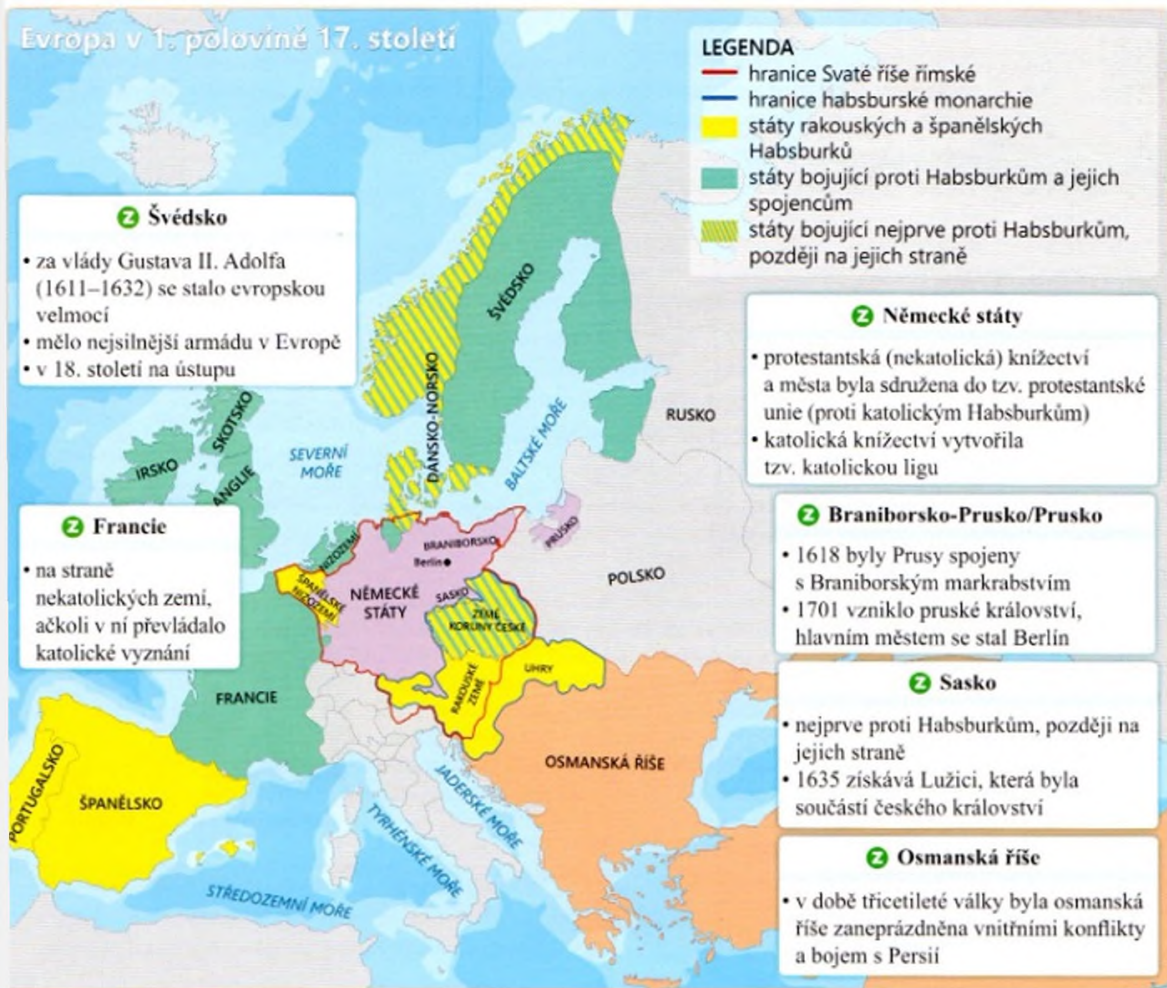 Evropa v 1. polovině 17. století
LEGENDA
hranice Svaté říše římské
hranice habsburské monarchie
státy rakouských a španělských
Habsburků
státy bojující proti Habsburkům a jejich
spojencům
státy bojující nejprve proti Habsburkům,
později na jejich straně
Z Švédsko
• za vlády Gustava II. Adolfa
(1611–1632) se stalo evropskou
velmocí
• mělo nejsilnější armádu v Evropě
• v 18. století na ústupu
Z Německé státy
• protestantská (nekatolická) knížectví
a města byla sdružena do tzv. protestantské
unie (proti katolickým Habsburkům)
• katolická knížectví vytvořila
tzv. katolickou ligu
ŠVÉDSKO
DÁNSKO-NORSKO
BALTSKÉ MOŘE
RUSKO
SKOTSKO
IRSKO
ANGLIE
SEVERNÍ
MOŘE
Z Francie
• na straně
nekatolických zemí,
ačkoli v ní převládalo
katolické vyznání
Z Braniborsko-Prusko/Prusko
• 1618 byly Prusy spojeny
s Braniborským markrabstvím
• 1701 vzniklo pruské království,
hlavním městem se stal Berlín
NIZOZEMÍ
BRANIBORSKO
Berlín
PRUSKO
POLSKO
ŠPANĚLSKÉ
NIZOZEMÍ
NĚMECKÉ
STÁTY
SASKO
ZEMĚ
KORUNY ČESKÉ
FRANCIE
RAKOUSKÉ
ZEMĚ
UHRY
Z Sasko
• nejprve proti Habsburkům, později na
jejich straně
• 1635 získává Lužici, která byla
součástí českého království
PORTUGALSKO
ŠPANĚLSKO
OSMANSKÁ ŘÍŠE
JADERSKÉ MOŘE
TYRHÉNSKÉ MOŘE
STŘEDOZEMNÍ MOŘE
Z Osmanská říše
• v době třicetileté války byla osmanská
říše zaneprázdněna vnitřními konflikty
a bojem s Persií